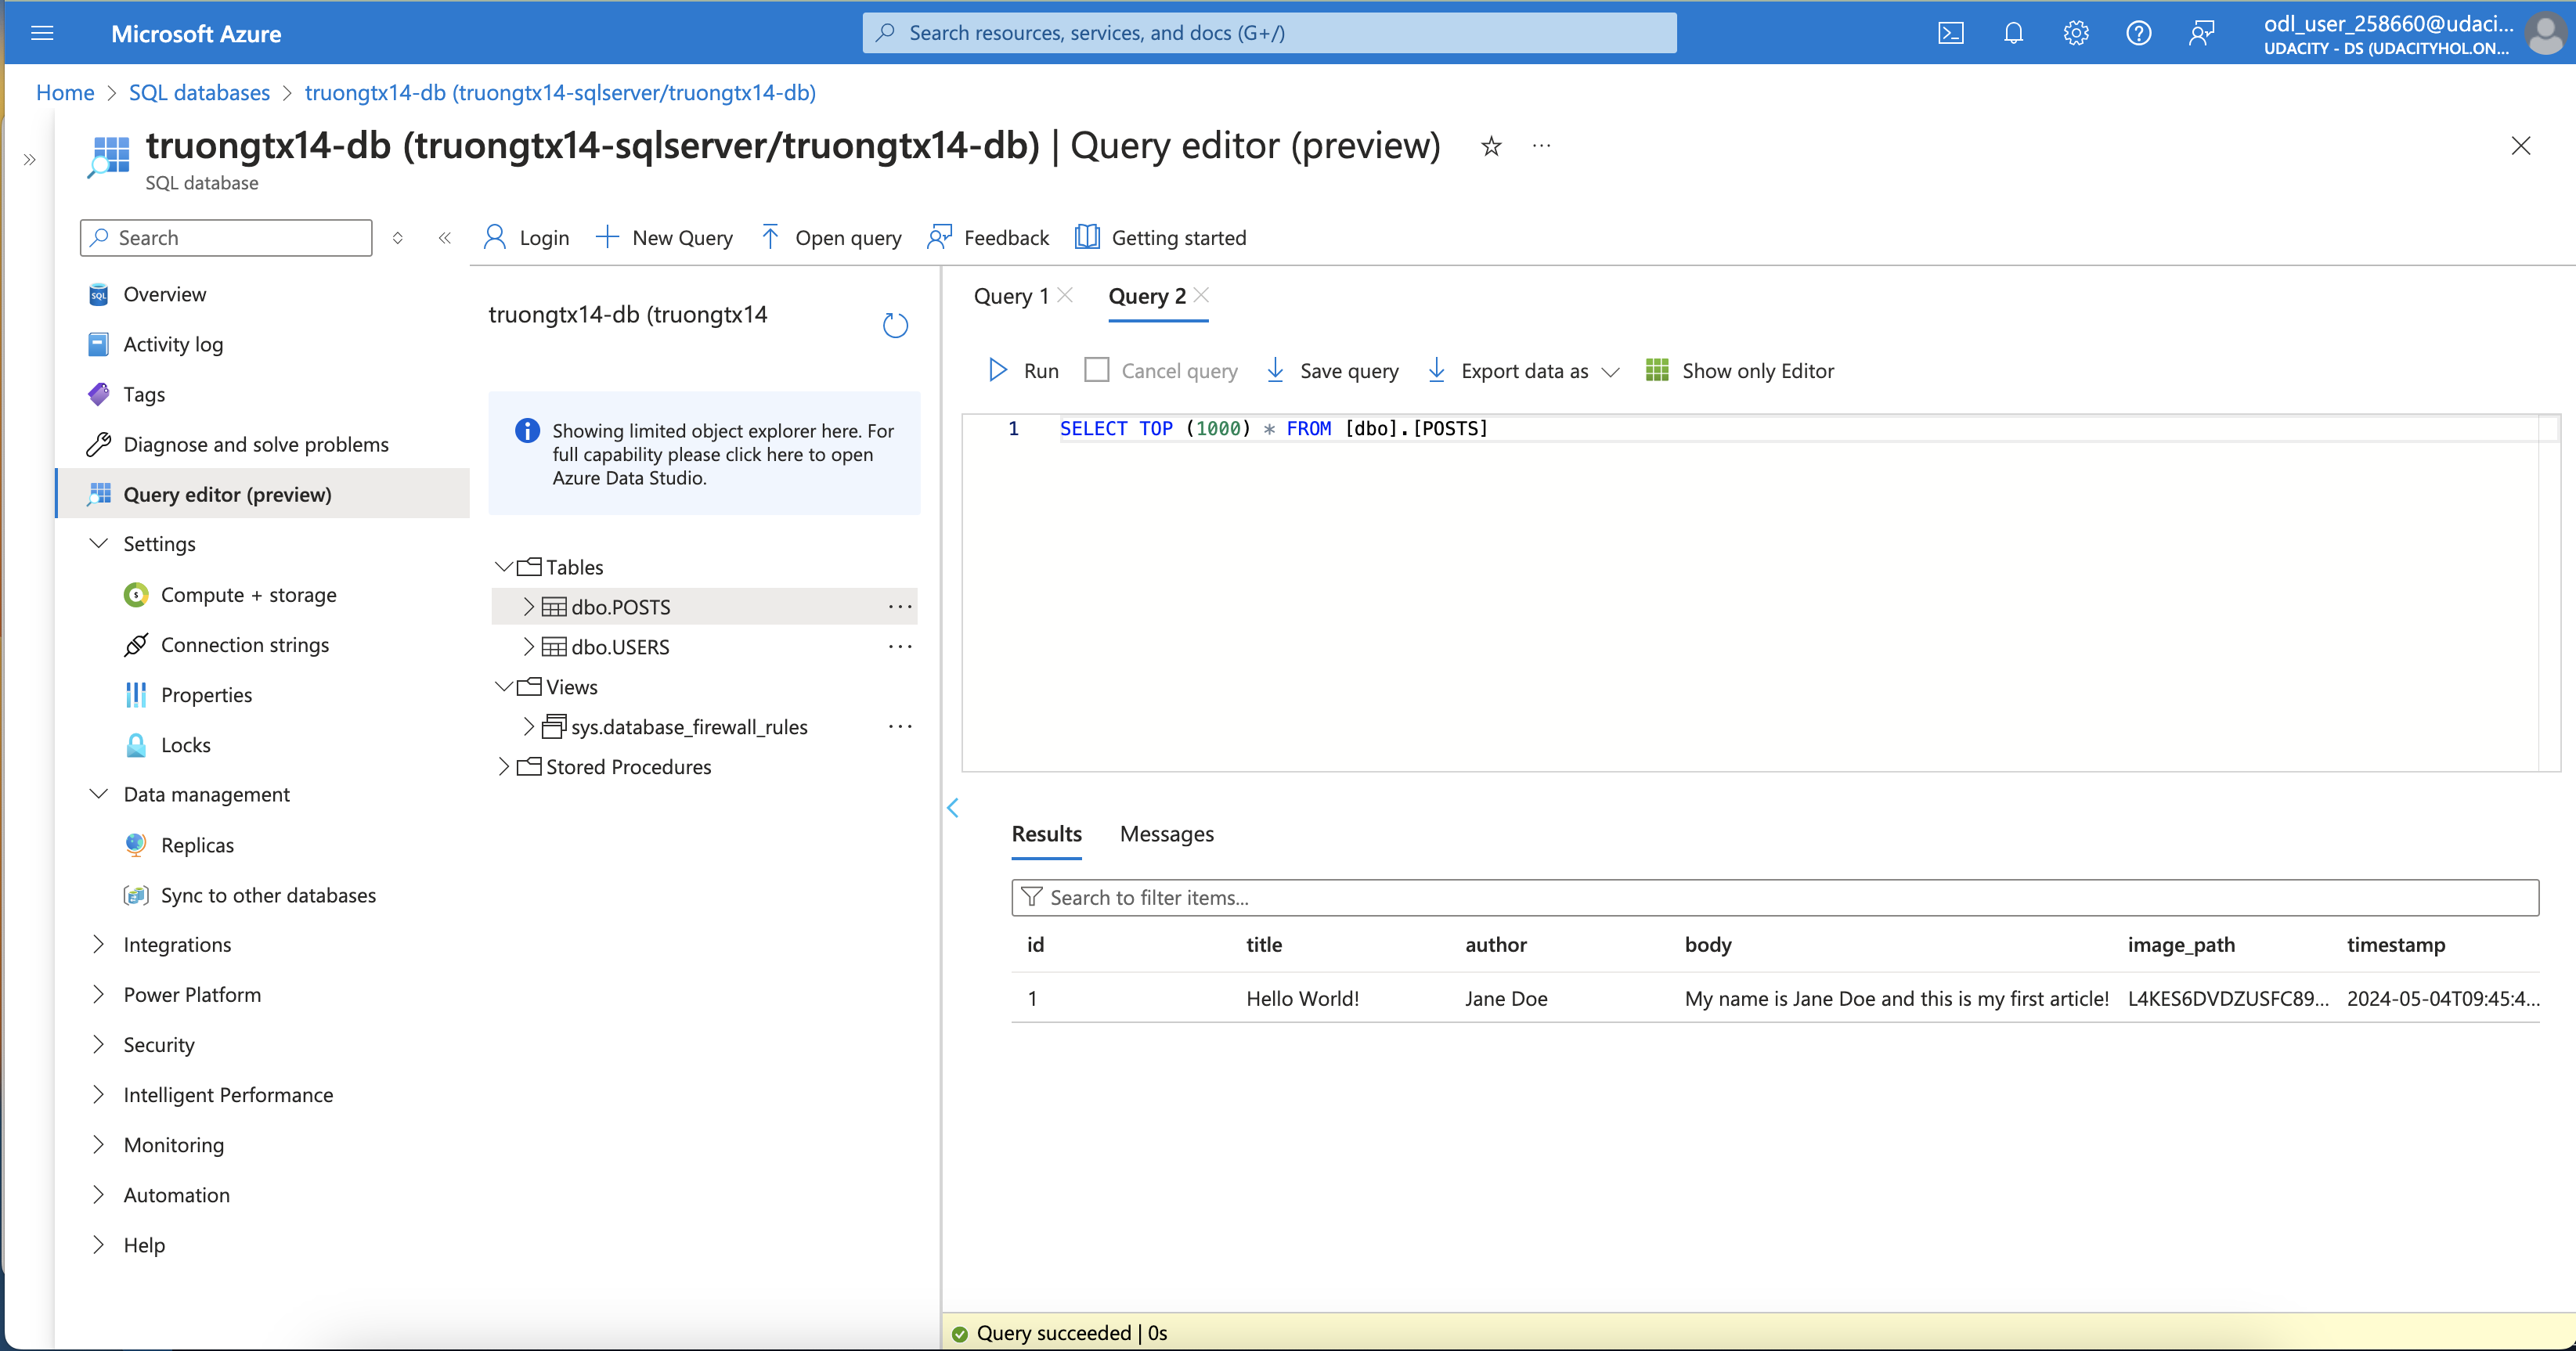 Microsoft Azure
Search resources, services, and docs (G+/)
odl_user_258660@udaci...
UDACITY - DS (UDACITYHOL.ON...
Home > SQL databases > truongtx14-db (truongtx14-sqlserver/truongtx14-db)
truongtx14-db (truongtx14-sqlserver/truongtx14-db) | Query editor (preview)
SQL database
Search
Login
New Query
Open query
Feedback
Getting started
Overview
Activity log
Tags
Diagnose and solve problems
Query editor (preview)
Settings
Compute + storage
Connection strings
Properties
Locks
Data management
Replicas
Sync to other databases
Integrations
Power Platform
Security
Intelligent Performance
Monitoring
Automation
Help
truongtx14-db (truongtx14
Showing limited object explorer here. For
full capability please click here to open
Azure Data Studio.
Tables
dbo.POSTS
dbo.USERS
Views
sys.database_firewall_rules
Stored Procedures
Query 1
Query 2
Run
Cancel query
Save query
Export data as
Show only Editor
1 SELECT TOP (1000) * FROM [dbo].[POSTS]
Results
Messages
Search to filter items...
id title author body image_path timestamp
1 Hello World! Jane Doe My name is Jane Doe and this is my first article! L4KES6DVDZUSFC89... 2024-05-04T09:45:4...
Query succeeded | 0s